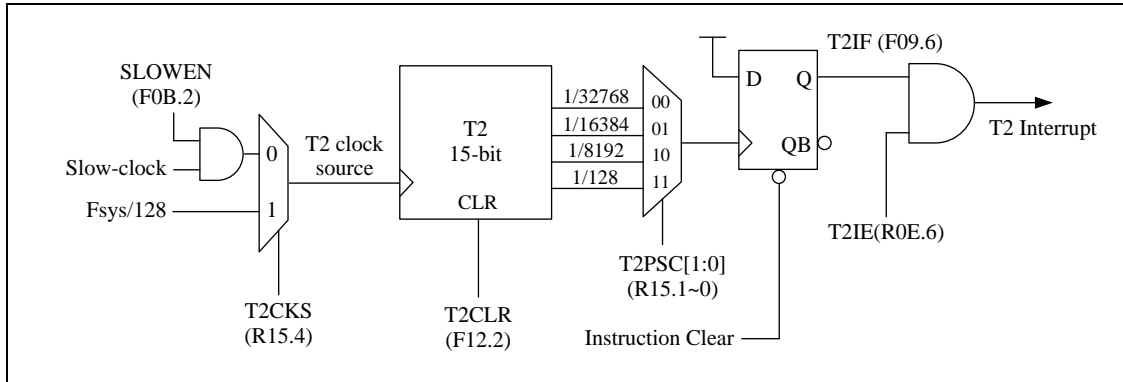 SLOWEN
(F0B.2)
Slow-clock
Fsys/128
0
1
T2CKS
(R15.4)
T2 clock
source
T2
15-bit
CLR
T2CLR
(F12.2)
1/32768
1/16384
1/8192
1/128
00
01
10
11
T2PSC[1:0]
(R15.1~0)
D
Q
QB
Instruction Clear
T2IF (F09.6)
T2IE(R0E.6)
T2 Interrupt